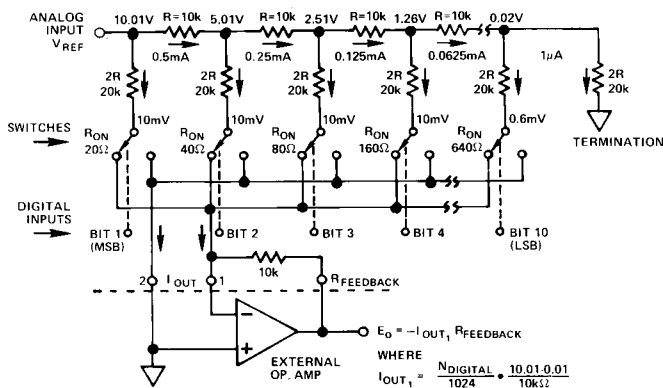 ANALOG INPUT VREF
10.01V R=10k 5.01V R=10k 2.51V R=10k 1.26V R=10k 0.02V
0.5mA 0.25mA 0.125mA 0.0625mA 1μA
2R 20k 2R 20k 2R 20k 2R 20k 2R 20k 2R 20k
10mV 10mV 10mV 10mV 0.6mV
TERMINATION
SWITCHES
RON 20Ω RON 40Ω RON 80Ω RON 160Ω RON 640Ω
DIGITAL INPUTS
BIT 1 (MSB) BIT 2 BIT 3 BIT 4 BIT 10 (LSB)
10k
2 IOUT 1 RFEEDBACK
−
+
EXTERNAL OP. AMP
Eo = −IOUT1 RFEEDBACK
WHERE
IOUT1 = NDIGITAL/1024 • 10.01-0.01/10kΩ